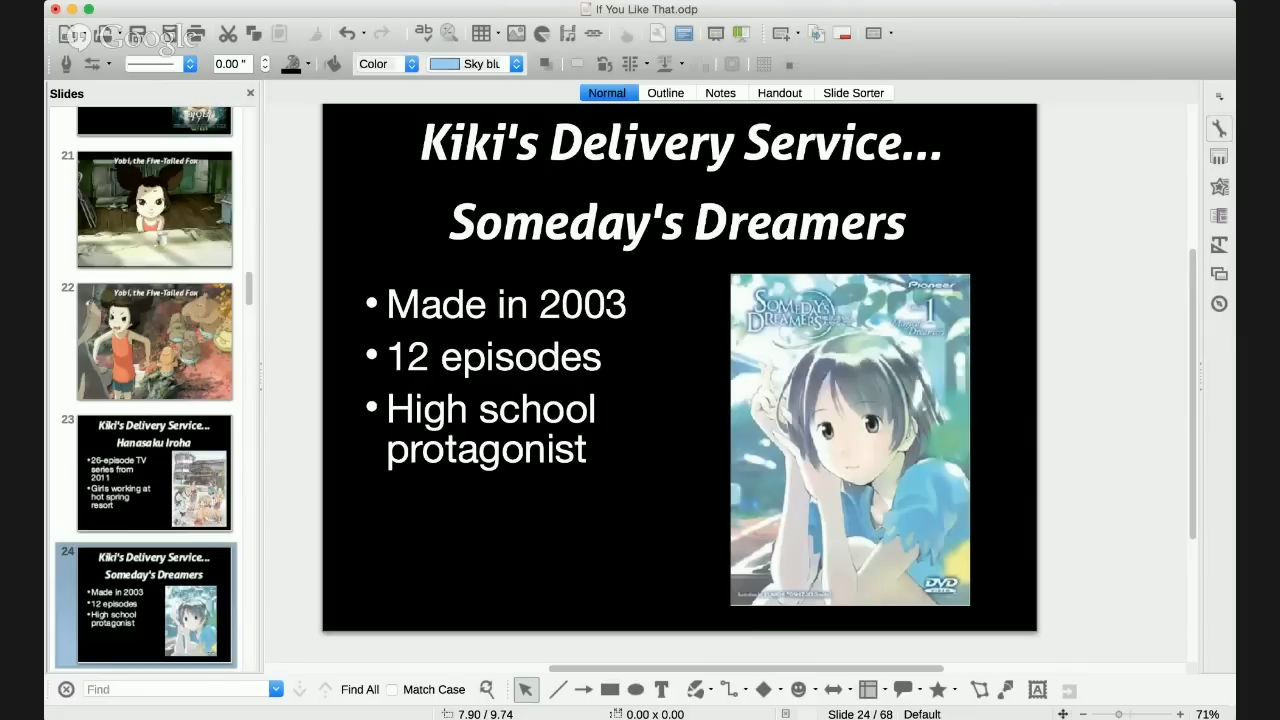 If You Like That.odp
Google
0.00 "
Color
Sky blu
Slides
Normal
Outline
Notes
Handout
Slide Sorter
21
Yobi, the Five-Tailed Fox
22
Yobi, the Five-Tailed Fox
23
Kiki's Delivery Service...
Hanasaku Iroha
•26-episode TV
series from
2011
•Girls working at
hot spring
resort
24
Kiki's Delivery Service...
Someday's Dreamers
•Made in 2003
•12 episodes
•High school
protagonist
Kiki's Delivery Service...
Someday's Dreamers
• Made in 2003
• 12 episodes
• High school
protagonist
Pioneer
SOMEDAY'S
DREAMERS
1
DVD
VIDEO
Find
Find All
Match Case
7.90 / 9.74
0.00 x 0.00
Slide 24 / 68
Default
71%